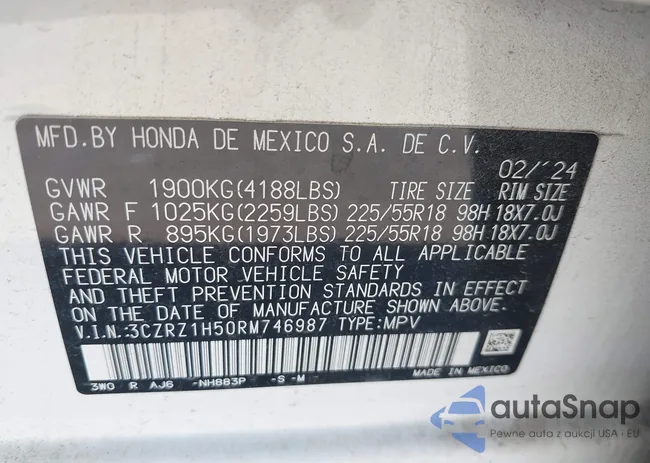 MFD.BY HONDA DE MEXICO S.A. DE C.V.
02/'24
GVWR 1900KG(4188LBS) TIRE SIZE RIM SIZE
GAWR F 1025KG(2259LBS) 225/55R18 98H 18X7.0J
GAWR R 895KG(1973LBS) 225/55R18 98H 18X7.0J
THIS VEHICLE CONFORMS TO ALL APPLICABLE
FEDERAL MOTOR VEHICLE SAFETY
AND THEFT PREVENTION STANDARDS IN EFFECT
ON THE DATE OF MANUFACTURE SHOWN ABOVE.
V.I.N.:3CZRZ1H50RM746987 TYPE:MPV
3W0 R AJ6 -NH883P -S -M - MADE IN MEXICO
autaSnap
Pewne auta z aukcji USA i EU